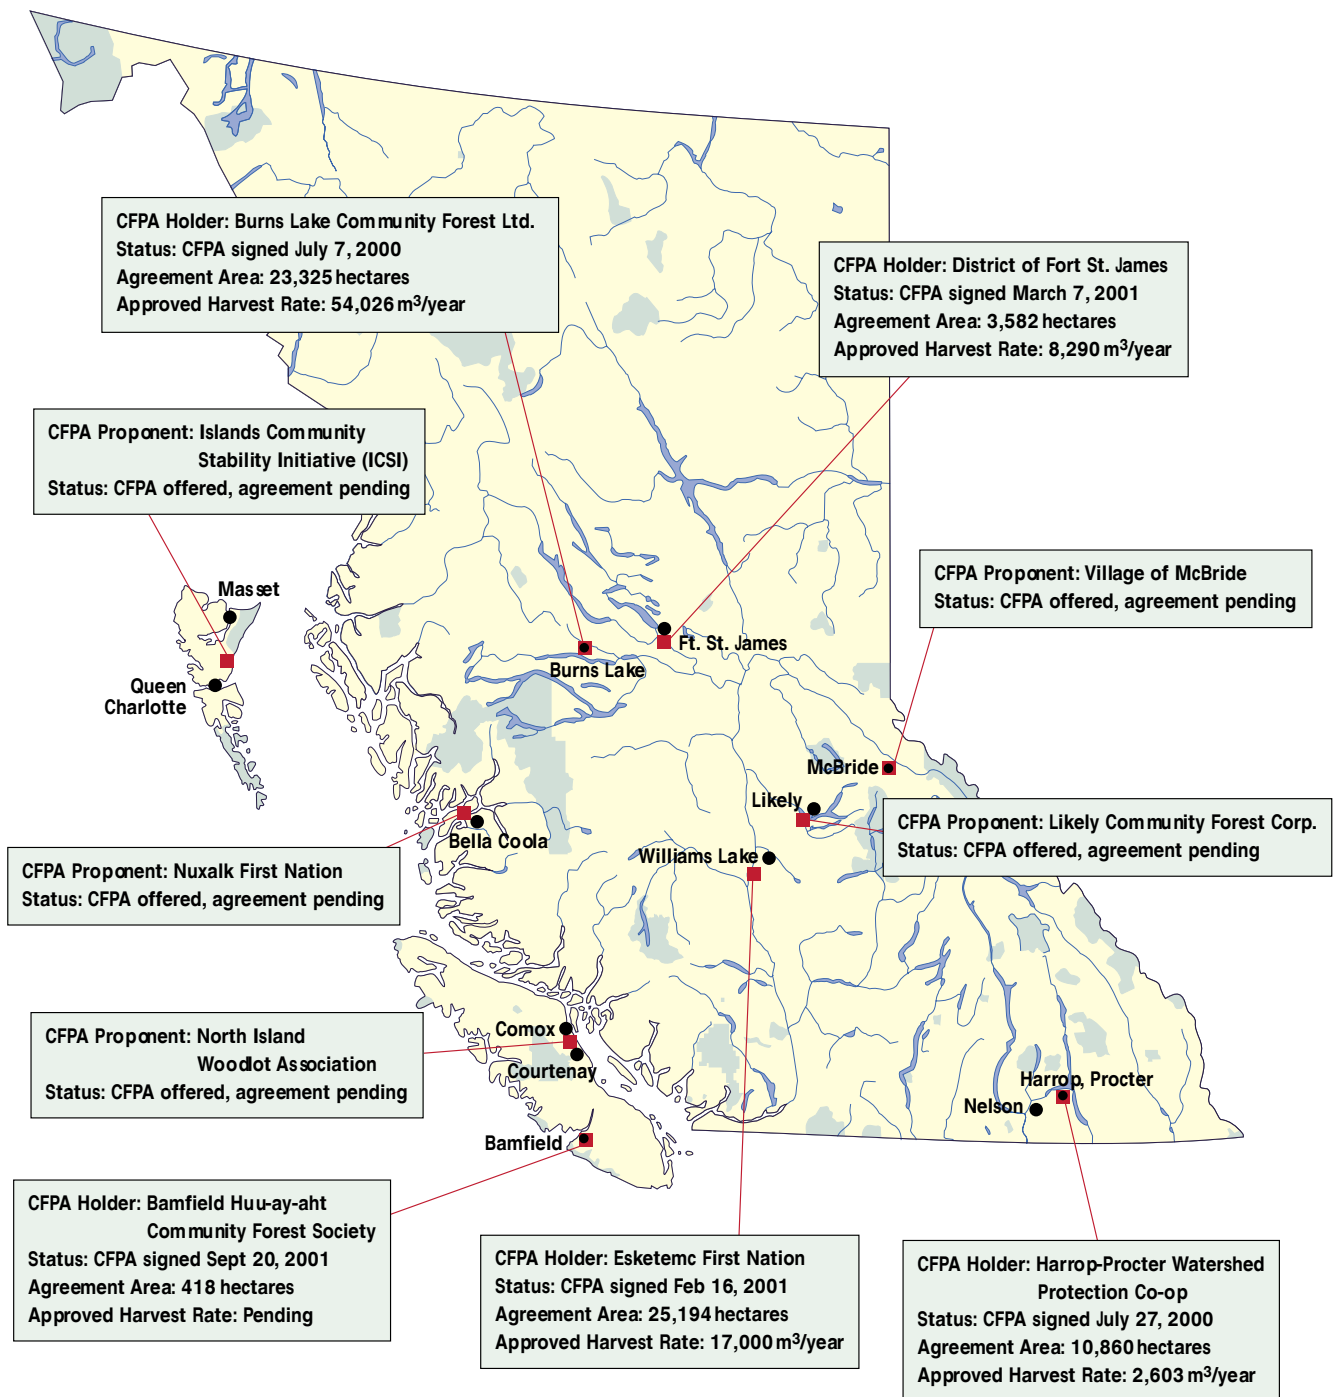 CFPA Holder: Burns Lake Community Forest Ltd.
Status: CFPA signed July 7, 2000
Agreement Area: 23,325 hectares
Approved Harvest Rate: 54,026 m³/year
CFPA Holder: District of Fort St. James
Status: CFPA signed March 7, 2001
Agreement Area: 3,582 hectares
Approved Harvest Rate: 8,290 m³/year
CFPA Proponent: Islands Community
Stability Initiative (ICSI)
Status: CFPA offered, agreement pending
CFPA Proponent: Village of McBride
Status: CFPA offered, agreement pending
Masset
Ft. St. James
Burns Lake
Queen
Charlotte
McBride
Likely
CFPA Proponent: Likely Community Forest Corp.
Status: CFPA offered, agreement pending
Bella Coola
Williams Lake
CFPA Proponent: Nuxalk First Nation
Status: CFPA offered, agreement pending
CFPA Proponent: North Island
Woodlot Association
Status: CFPA offered, agreement pending
Comox
Courtenay
Harrop, Procter
Nelson
Bamfield
CFPA Holder: Bamfield Huu-ay-aht
Community Forest Society
Status: CFPA signed Sept 20, 2001
Agreement Area: 418 hectares
Approved Harvest Rate: Pending
CFPA Holder: Esketemc First Nation
Status: CFPA signed Feb 16, 2001
Agreement Area: 25,194 hectares
Approved Harvest Rate: 17,000 m³/year
CFPA Holder: Harrop-Procter Watershed
Protection Co-op
Status: CFPA signed July 27, 2000
Agreement Area: 10,860 hectares
Approved Harvest Rate: 2,603 m³/year